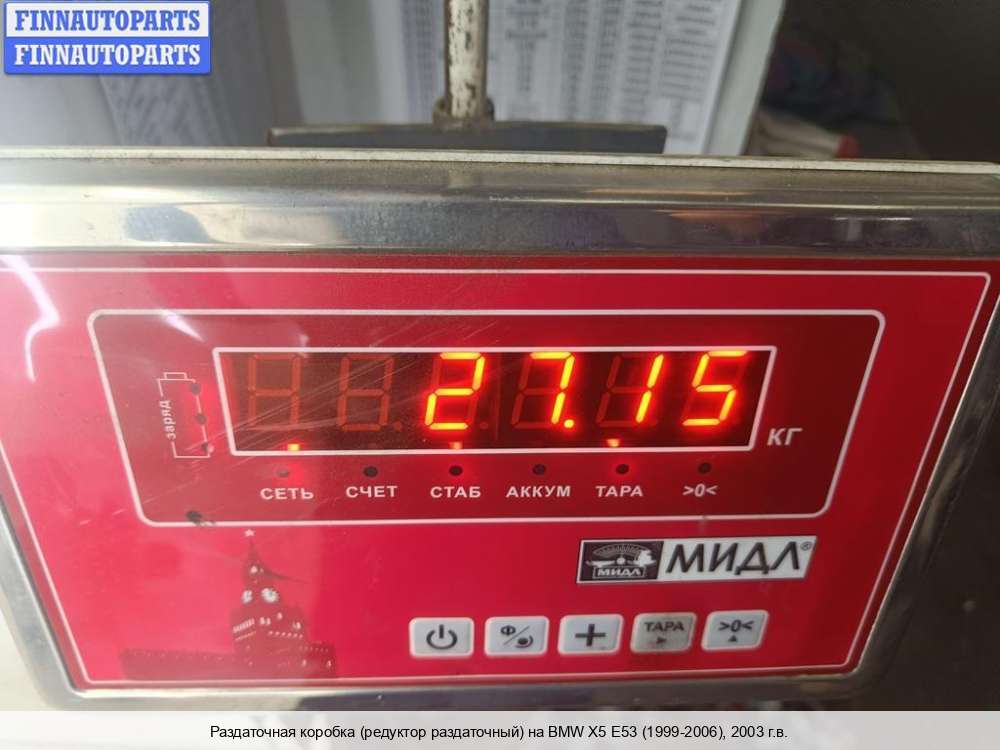 FINNAUTOPARTS
FINNAUTOPARTS
27.15
КГ
заряд
СЕТЬ СЧЕТ СТАБ АККУМ ТАРА >0<
МИДЛ МИДЛ®
Ф ТАРА >0<
Раздаточная коробка (редуктор раздаточный) на BMW X5 E53 (1999-2006), 2003 г.в.